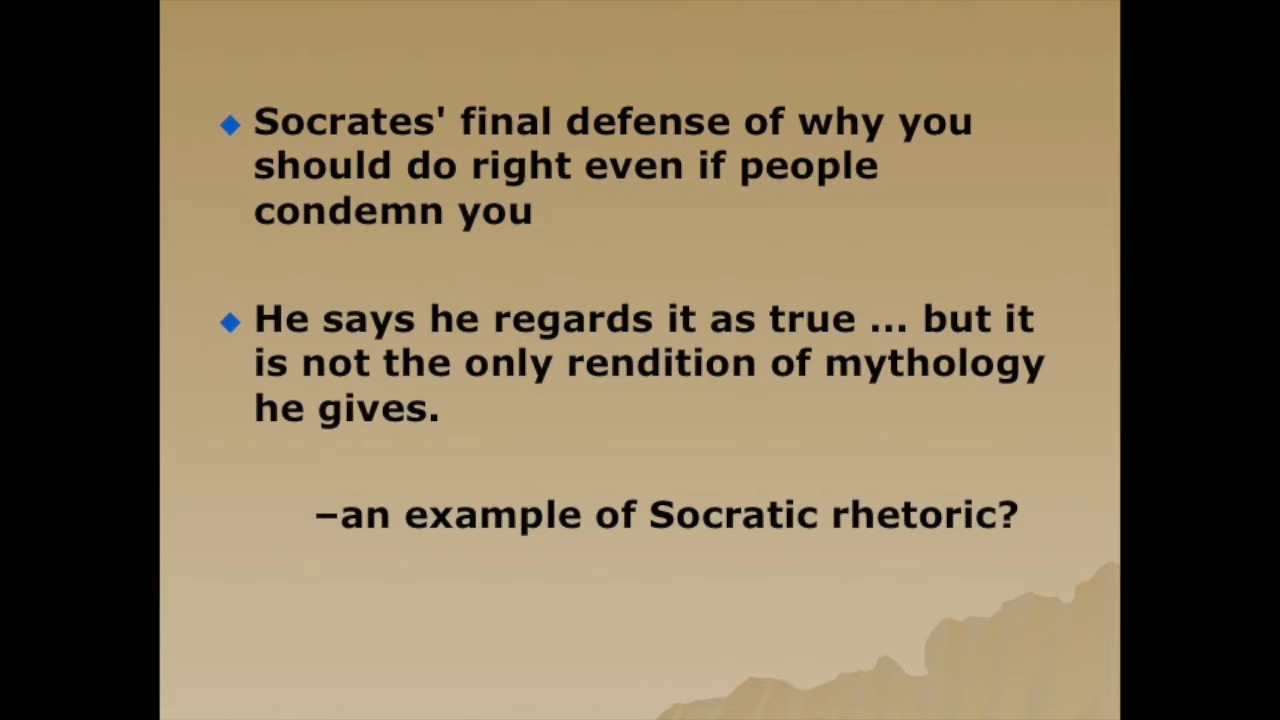 Socrates' final defense of why you
should do right even if people
condemn you
He says he regards it as true ... but it
is not the only rendition of mythology
he gives.
–an example of Socratic rhetoric?